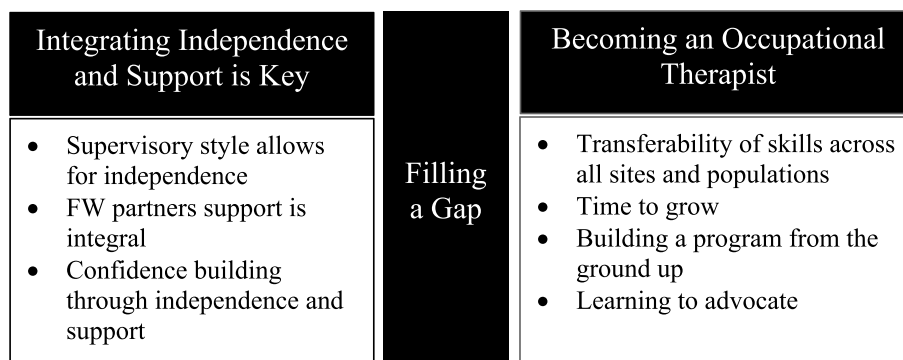 Integrating Independence
and Support is Key
• Supervisory style allows
for independence
• FW partners support is
integral
• Confidence building
through independence and
support
Filling
a Gap
Becoming an Occupational
Therapist
• Transferability of skills across
all sites and populations
• Time to grow
• Building a program from the
ground up
• Learning to advocate